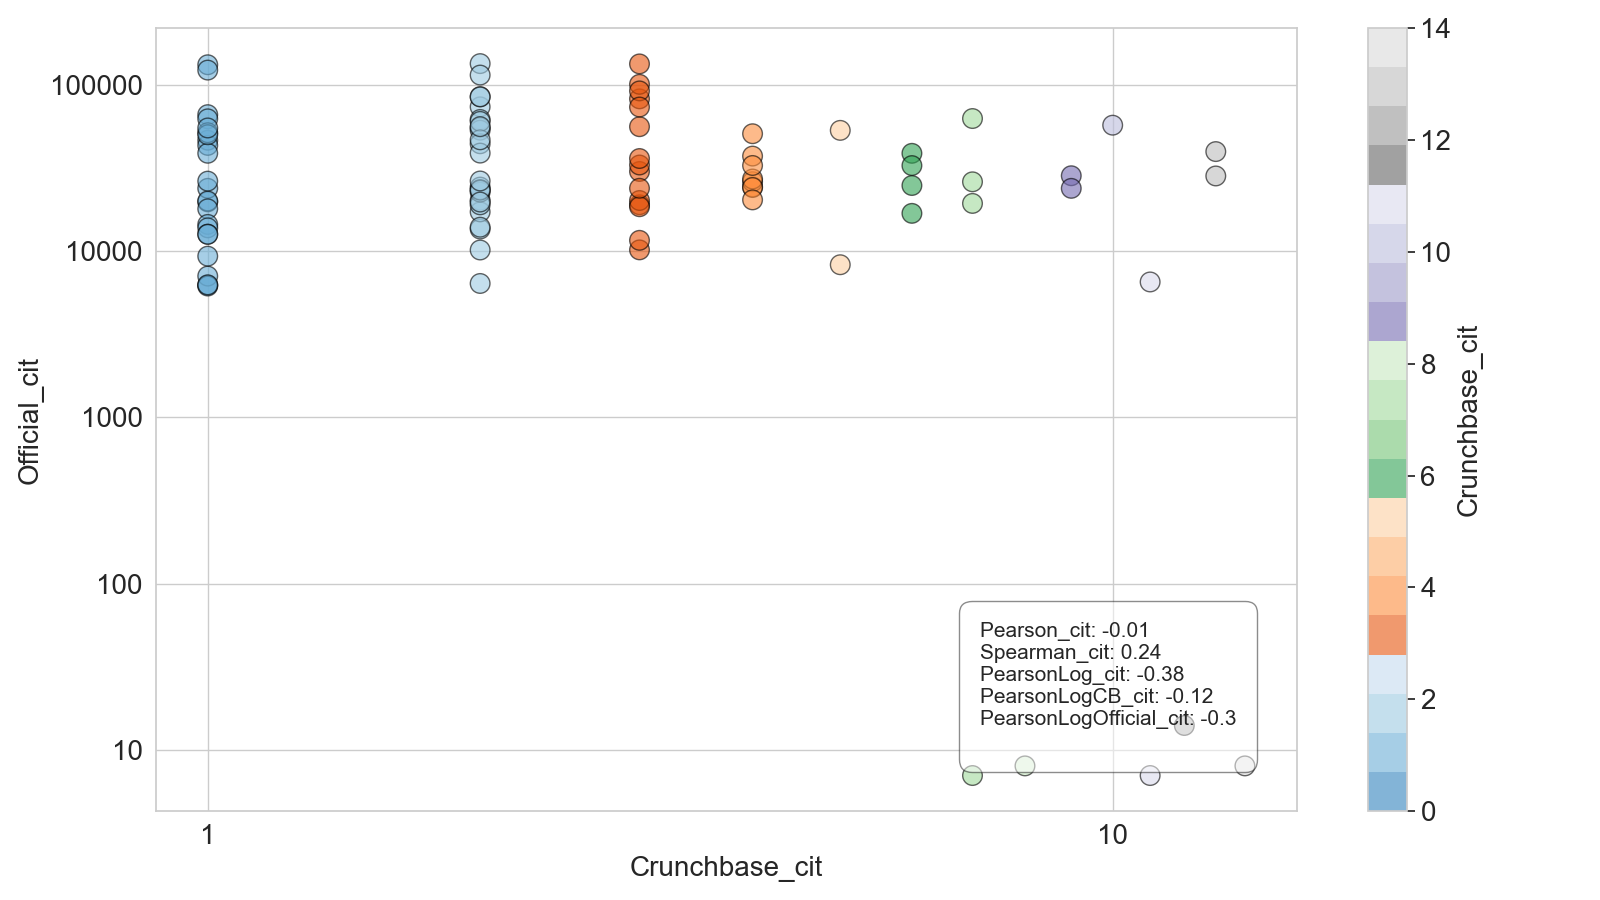 100000
10000
1000
100
10
Official_cit
1
10
Crunchbase_cit
Pearson_cit: -0.01
Spearman_cit: 0.24
PearsonLog_cit: -0.38
PearsonLogCB_cit: -0.12
PearsonLogOfficial_cit: -0.3
14
12
10
8
6
4
2
0
Crunchbase_cit